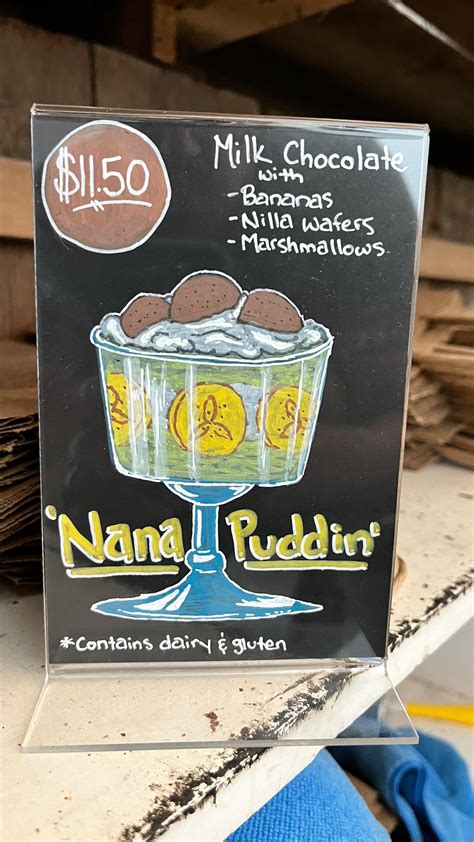 $11.50
Milk Chocolate
with
- Bananas
- Nilla wafers
- Marshmallows
'Nana Puddin'
*Contains dairy & gluten